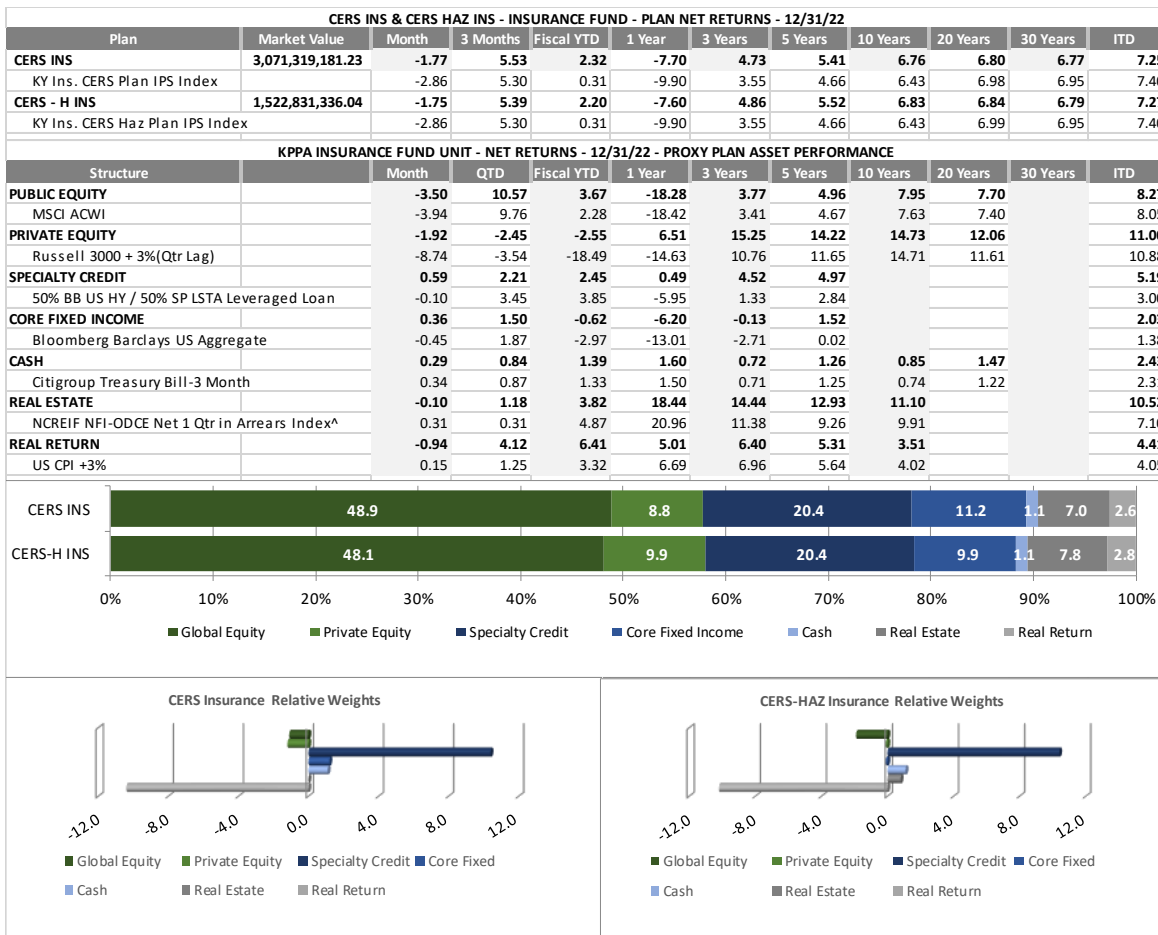 CERS INS & CERS HAZ INS - INSURANCE FUND - PLAN NET RETURNS - 12/31/22
Plan Market Value Month 3 Months Fiscal YTD 1 Year 3 Years 5 Years 10 Years 20 Years 30 Years ITD
CERS INS 3,071,319,181.23 -1.77 5.53 2.32 -7.70 4.73 5.41 6.76 6.80 6.77
KY Ins. CERS Plan IPS Index -2.86 5.30 0.31 -9.90 3.55 4.66 6.43 6.98 6.95
CERS - H INS 1,522,831,336.04 -1.75 5.39 2.20 -7.60 4.86 5.52 6.83 6.84 6.79
KY Ins. CERS Haz Plan IPS Index -2.86 5.30 0.31 -9.90 3.55 4.66 6.43 6.99 6.95
KPPA INSURANCE FUND UNIT - NET RETURNS - 12/31/22 - PROXY PLAN ASSET PERFORMANCE
Structure Month QTD Fiscal YTD 1 Year 3 Years 5 Years 10 Years 20 Years 30 Years ITD
PUBLIC EQUITY -3.50 10.57 3.67 -18.28 3.77 4.96 7.95 7.70
MSCI ACWI -3.94 9.76 2.28 -18.42 3.41 4.67 7.63 7.40
PRIVATE EQUITY -1.92 -2.45 -2.55 6.51 15.25 14.22 14.73 12.06
Russell 3000 + 3%(Qtr Lag) -8.74 -3.54 -18.49 -14.63 10.76 11.65 14.71 11.61
SPECIALTY CREDIT 0.59 2.21 2.45 0.49 4.52 4.97
50% BB US HY / 50% SP LSTA Leveraged Loan -0.10 3.45 3.85 -5.95 1.33 2.84
CORE FIXED INCOME 0.36 1.50 -0.62 -6.20 -0.13 1.52
Bloomberg Barclays US Aggregate -0.45 1.87 -2.97 -13.01 -2.71 0.02
CASH 0.29 0.84 1.39 1.60 0.72 1.26 0.85 1.47
Citigroup Treasury Bill-3 Month 0.34 0.87 1.33 1.50 0.71 1.25 0.74 1.22
REAL ESTATE -0.10 1.18 3.82 18.44 14.44 12.93 11.10
NCREIF NFI-ODCE Net 1 Qtr in Arrears Index^ 0.31 0.31 4.87 20.96 11.38 9.26 9.91
REAL RETURN -0.94 4.12 6.41 5.01 6.40 5.31 3.51
US CPI +3% 0.15 1.25 3.32 6.69 6.96 5.64 4.02
CERS INS 48.9 8.8 20.4 11.2 1.1 7.0 2.6
CERS-H INS 48.1 9.9 20.4 9.9 1.1 7.8 2.8
0% 10% 20% 30% 40% 50% 60% 70% 80% 90% 100%
Global Equity Private Equity Specialty Credit Core Fixed Income Cash Real Estate Real Return
CERS Insurance Relative Weights
-12.0 -8.0 -4.0 0.0 4.0 8.0 12.0
Global Equity Private Equity Specialty Credit Core Fixed
Cash Real Estate Real Return
CERS-HAZ Insurance Relative Weights
-12.0 -8.0 -4.0 0.0 4.0 8.0 12.0
Global Equity Private Equity Specialty Credit Core Fixed
Cash Real Estate Real Return